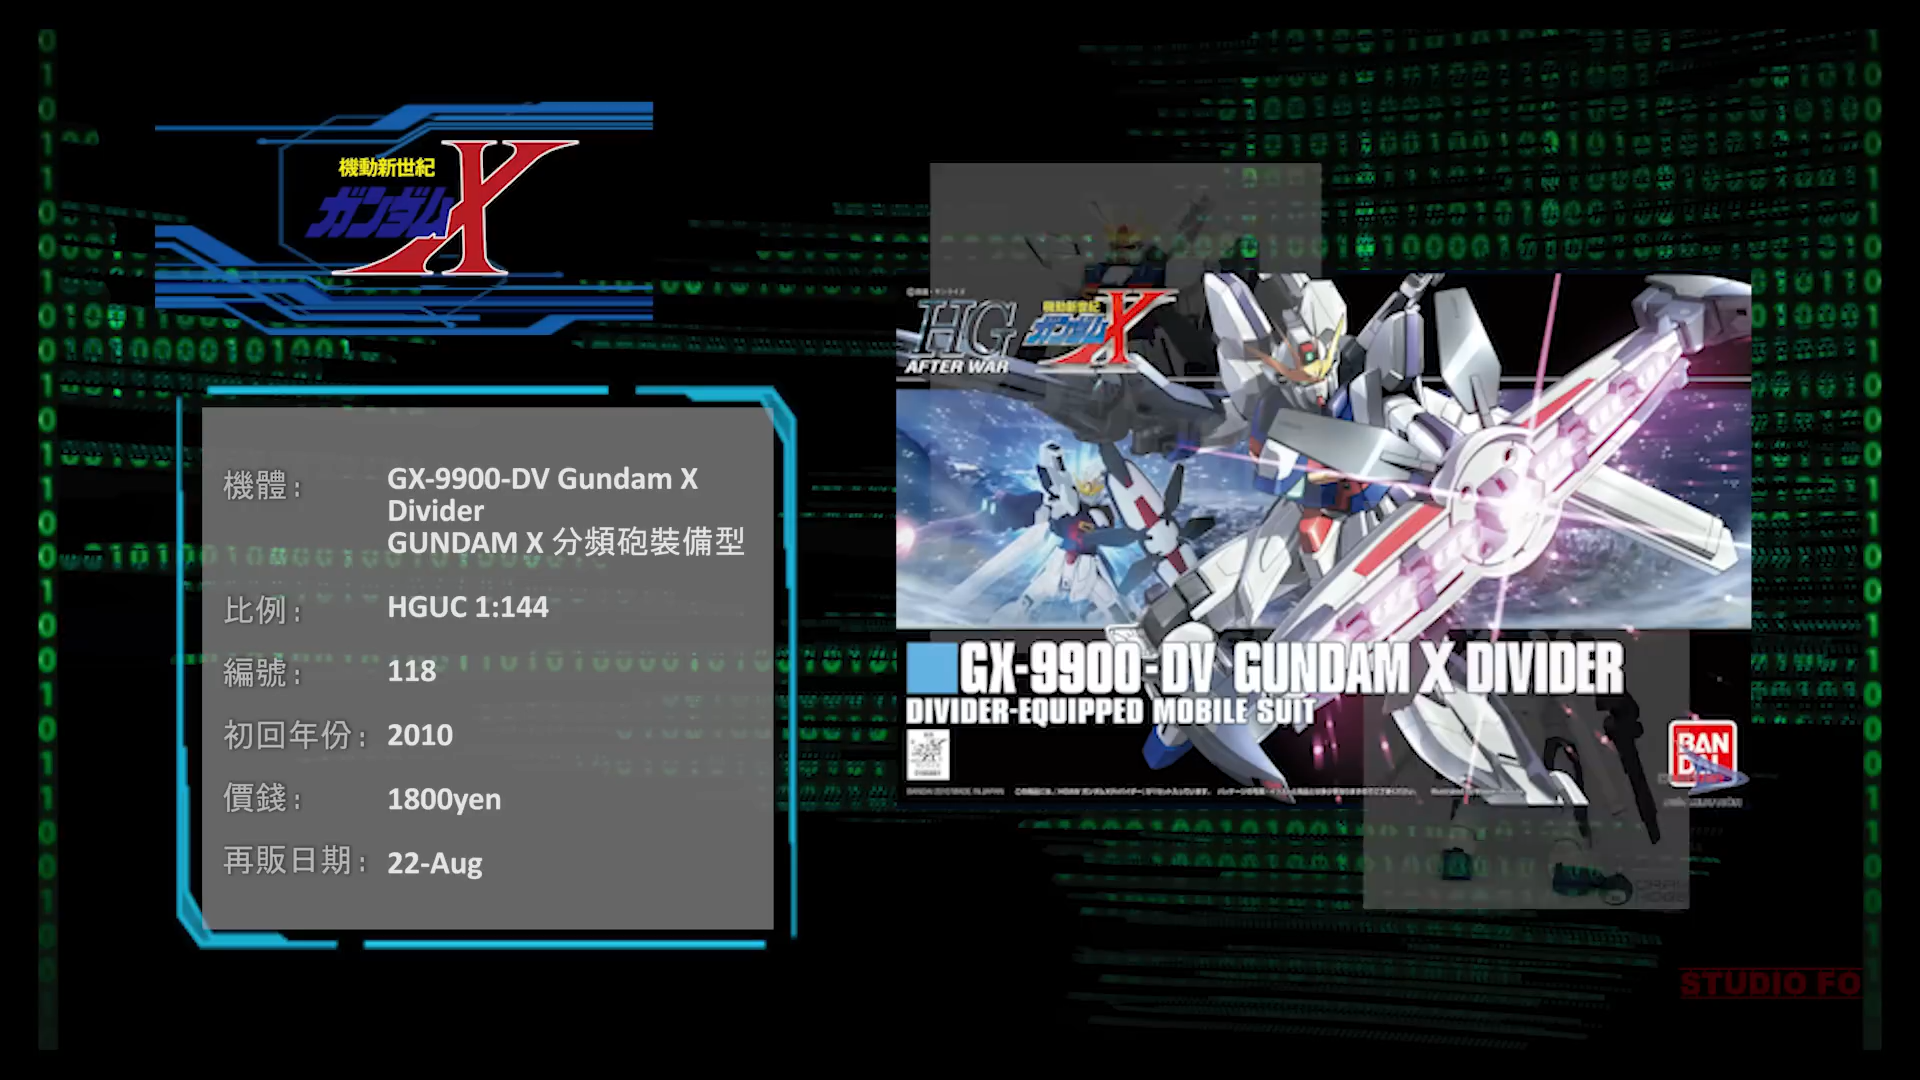 機動新世紀
ガンダムX
機體:
GX-9900-DV Gundam X
Divider
GUNDAM X 分頻砲裝備型
比例:
HGUC 1:144
編號:
118
初回年份:
2010
價錢:
1800yen
再販日期:
22-Aug
HG
AFTER WAR
機動新世紀
ガンダムX
GX-9900-DV GUNDAM X DIVIDER
DIVIDER-EQUIPPED MOBILE SUIT
BAN
DAI
STUDIO FO